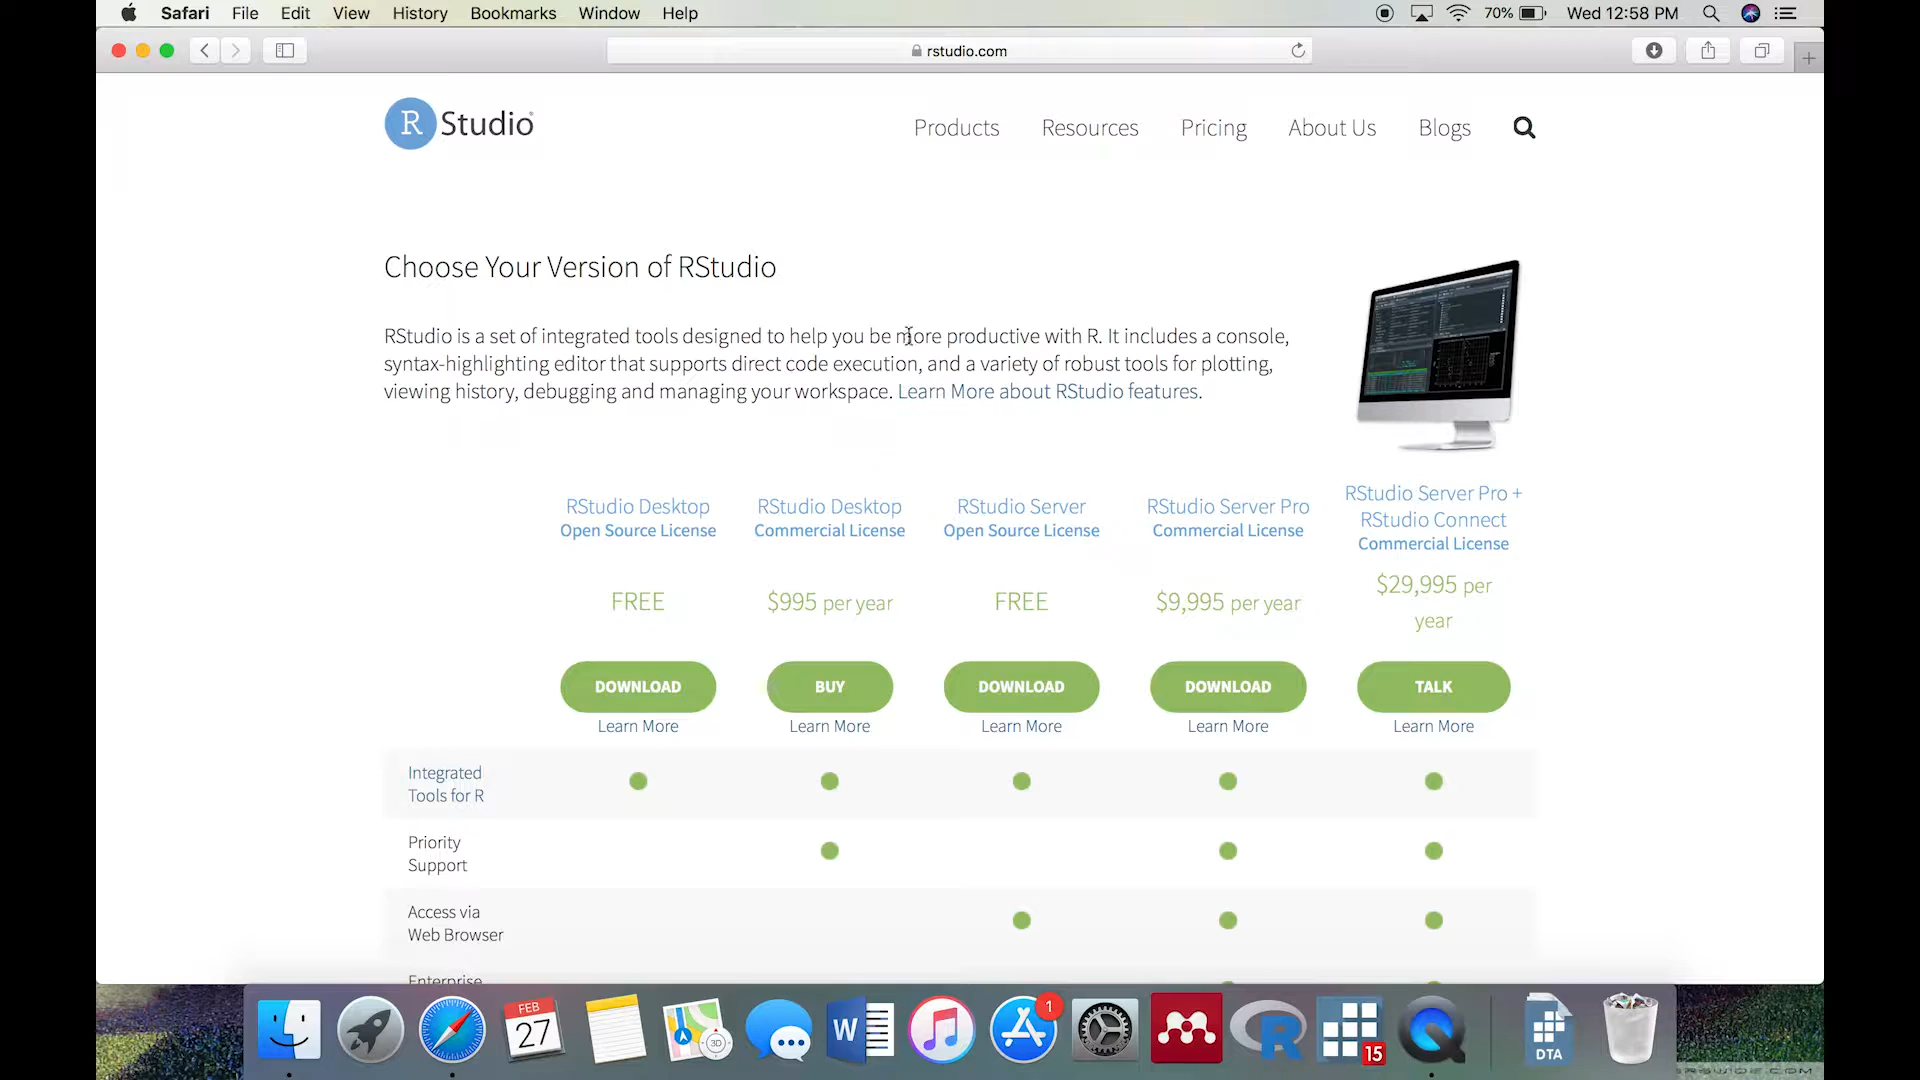 Safari File Edit View History Bookmarks Window Help 70% Wed 12:58 PM
rstudio.com
R Studio Products Resources Pricing About Us Blogs
Choose Your Version of RStudio
RStudio is a set of integrated tools designed to help you be more productive with R. It includes a console,
syntax-highlighting editor that supports direct code execution, and a variety of robust tools for plotting,
viewing history, debugging and managing your workspace. Learn More about RStudio features.
RStudio Desktop
Open Source License
FREE
DOWNLOAD
Learn More
RStudio Desktop
Commercial License
$995 per year
BUY
Learn More
RStudio Server
Open Source License
FREE
DOWNLOAD
Learn More
RStudio Server Pro
Commercial License
$9,995 per year
DOWNLOAD
Learn More
RStudio Server Pro +
RStudio Connect
Commercial License
$29,995 per
year
TALK
Learn More
Integrated
Tools for R
Priority
Support
Access via
Web Browser
Enterprise
FEB
27
3D
W
1
R
15
DTA